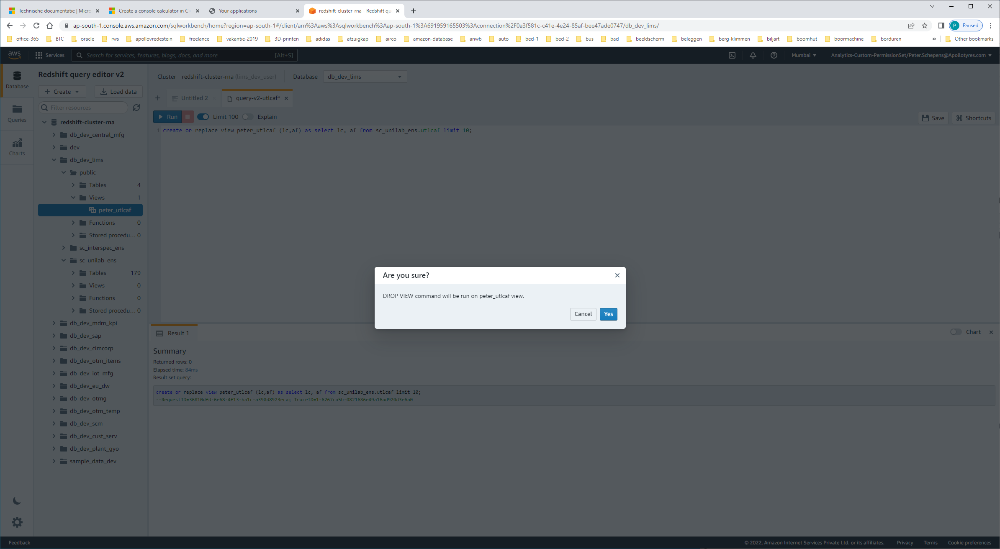 Technische documentatie | Micro
Create a console calculator in C+
Your applications
redshift-cluster-rna - Redshift qu
ap-south-1.console.aws.amazon.com/sqlworkbench/home?region=ap-south-1#/client/arn%3Aaws%3Asqlworkbench%3Aap-south-1%3A691959165503%3Aconnection%2F0a3f581c-c41e-4e24-85af-bee47ade0747/db_dev_lims/
P Paused
office-365 BTC oracle rws apollovredestein freelance vakantie-2019 3D-printen adidas afzuigkap airco amazon-database anwb auto bed-1 bed-2 bus bad beeldscherm beleggen berg-klimmen biljart boomhut boormachine borduren » Other bookmarks
aws Services Search for services, features, blogs, docs, and more [Alt+S] Mumbai Analytics-Custom-PermissionSet/Peter.Schepens@Apollotyres.com
Database
Queries
Charts
Redshift query editor v2
Create Load data
Filter resources
redshift-cluster-rna
db_dev_central_mfg
dev
db_dev_lims
public
Tables 4
Views 1
peter_utlcaf
Functions 0
Stored procedu... 0
sc_interspec_ens
sc_unilab_ens
Tables 179
Views 0
Functions 0
Stored procedu... 0
db_dev_mdm_kpi
db_dev_sap
db_dev_cimcorp
db_dev_otm_items
db_dev_iot_mfg
db_dev_eu_dw
db_dev_otmg
db_dev_otm_temp
db_dev_scm
db_dev_cust_serv
db_dev_plant_gyo
sample_data_dev
Cluster redshift-cluster-rna (lims_dev_user) Database db_dev_lims
Untitled 2 query-v2-utlcaf*
Run Limit 100 Explain Save Shortcuts
1 create or replace view peter_utlcaf (lc,af) as select lc, af from sc_unilab_ens.utlcaf limit 10;
Are you sure?
DROP VIEW command will be run on peter_utlcaf view.
Cancel Yes
Result 1 Chart
Summary
Returned rows: 0
Elapsed time: 84ms
Result set query:
create or replace view peter_utlcaf (lc,af) as select lc, af from sc_unilab_ens.utlcaf limit 10;
--RequestID=36810dfd-6e68-4f13-ba1c-a390d8923eca; TraceID=1-6267ca5b-0821686e49a16ad920d3e6a0
Feedback © 2022, Amazon Internet Services Private Ltd. or its affiliates. Privacy Terms Cookie preferences